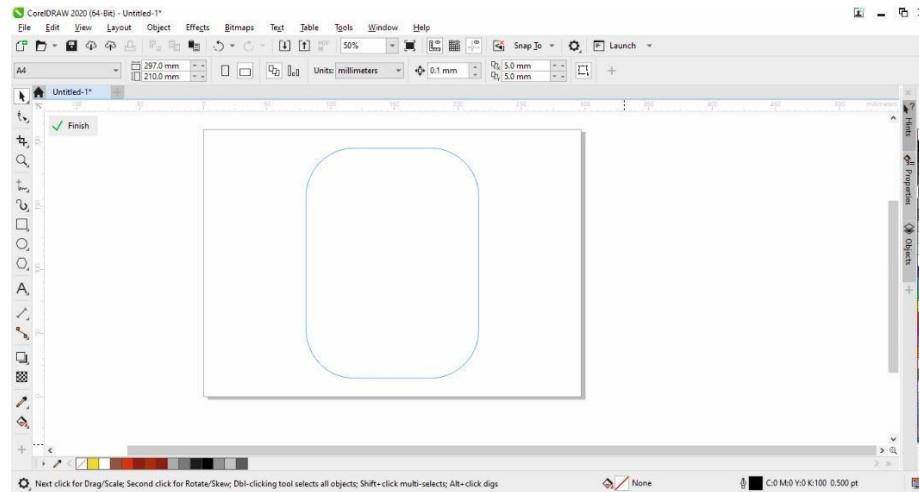 CorelDRAW 2020 (64-Bit) - Untitled-1*
File Edit View Layout Object Effects Bitmaps Text Table Tools Window Help
50% Snap To Launch
A4 297.0 mm 210.0 mm Units: millimeters 0.1 mm 5.0 mm 5.0 mm
Untitled-1*
millimeters
Finish
Hints
Properties
Objects
Next click for Drag/Scale; Second click for Rotate/Skew; Dbl-clicking tool selects all objects; Shift+click multi-selects; Alt+click digs None C:0 M:0 Y:0 K:100 0.500 pt